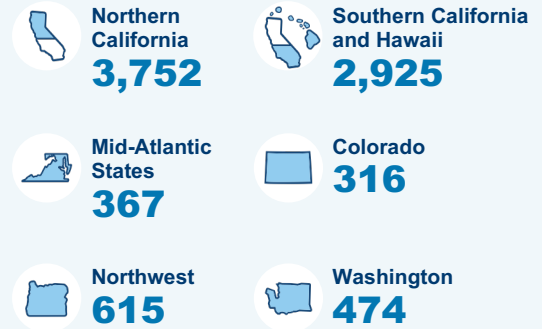 Northern
California
3,752
Southern California
and Hawaii
2,925
Mid-Atlantic
States
367
Colorado
316
Northwest
615
Washington
474